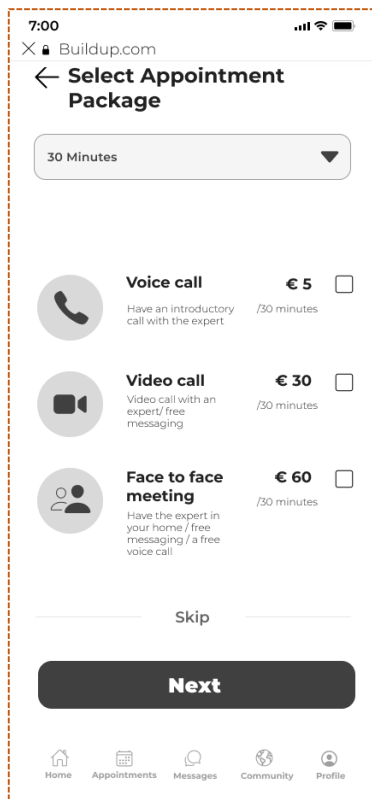 7:00
Buildup.com
Select Appointment
Package
30 Minutes
Voice call
€ 5
Have an introductory
call with the expert
/30 minutes
Video call
€ 30
Video call with an
expert/ free
messaging
/30 minutes
Face to face
meeting
€ 60
/30 minutes
Have the expert in
your home / free
messaging / a free
voice call
Skip
Next
Home Appointments Messages Community Profile